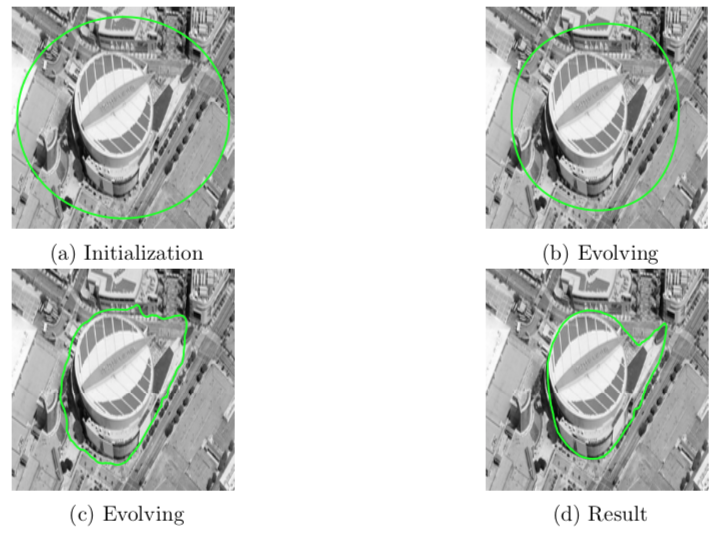 (a) Initialization
(b) Evolving
(c) Evolving
(d) Result